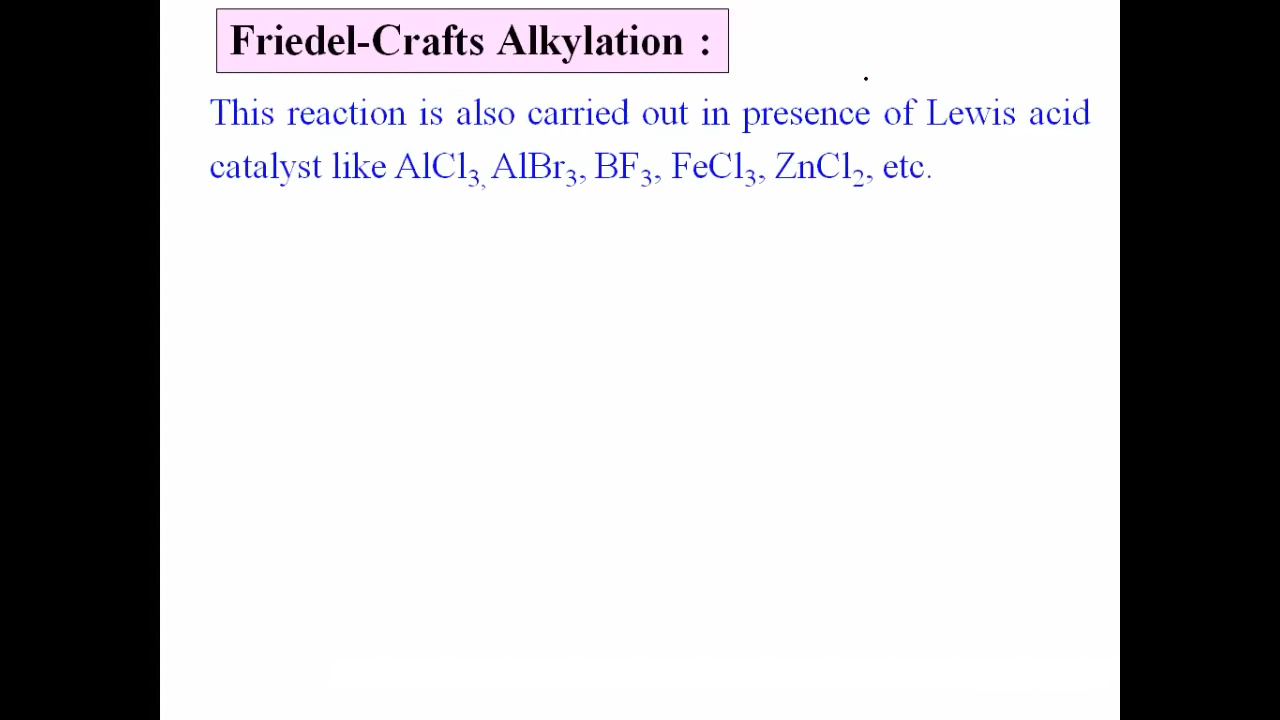 Friedel-Crafts Alkylation :
This reaction is also carried out in presence of Lewis acid
catalyst like AlCl₃, AlBr₃, BF₃, FeCl₃, ZnCl₂, etc.